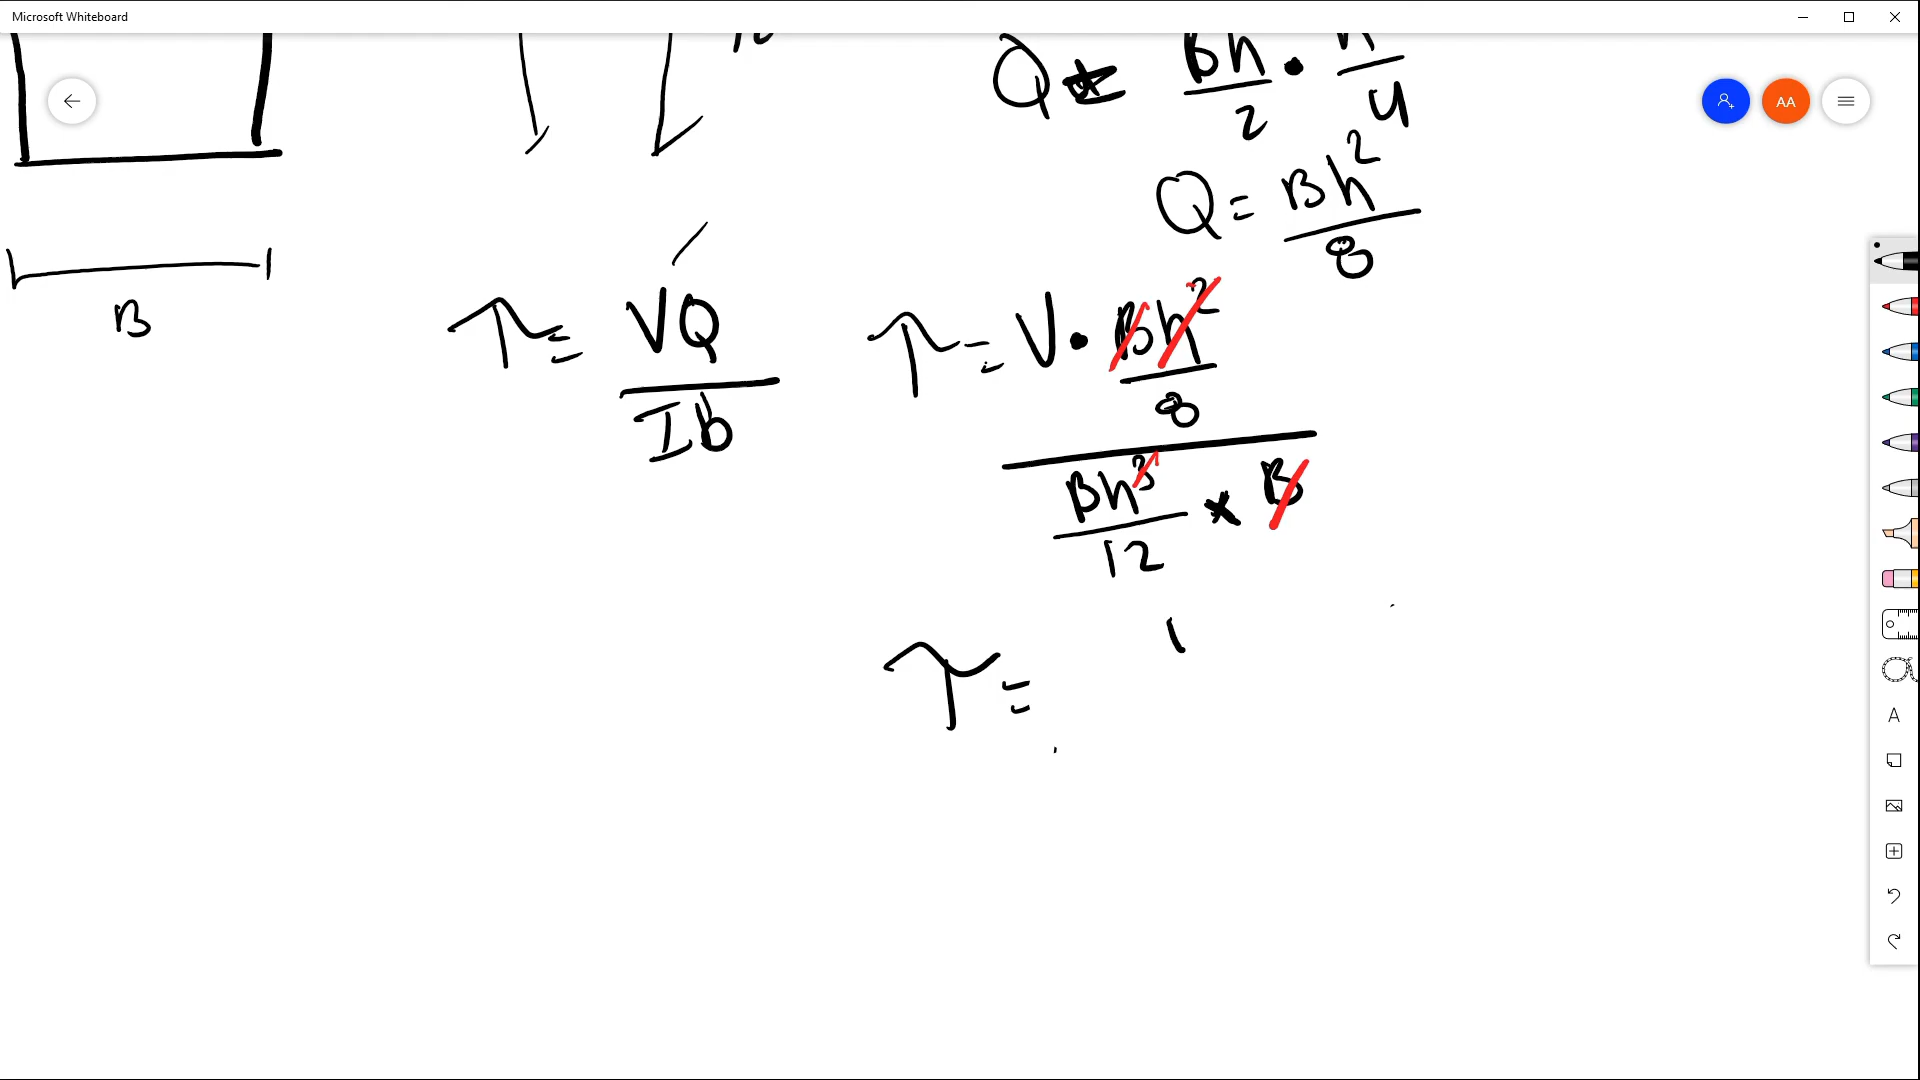 Microsoft Whiteboard
Q = Bh/2 · h/4
AA
Q = Bh²/8
B
τ = VQ/Ib
τ = V · Bh²/8 / Bh³/12 * B
τ =
A